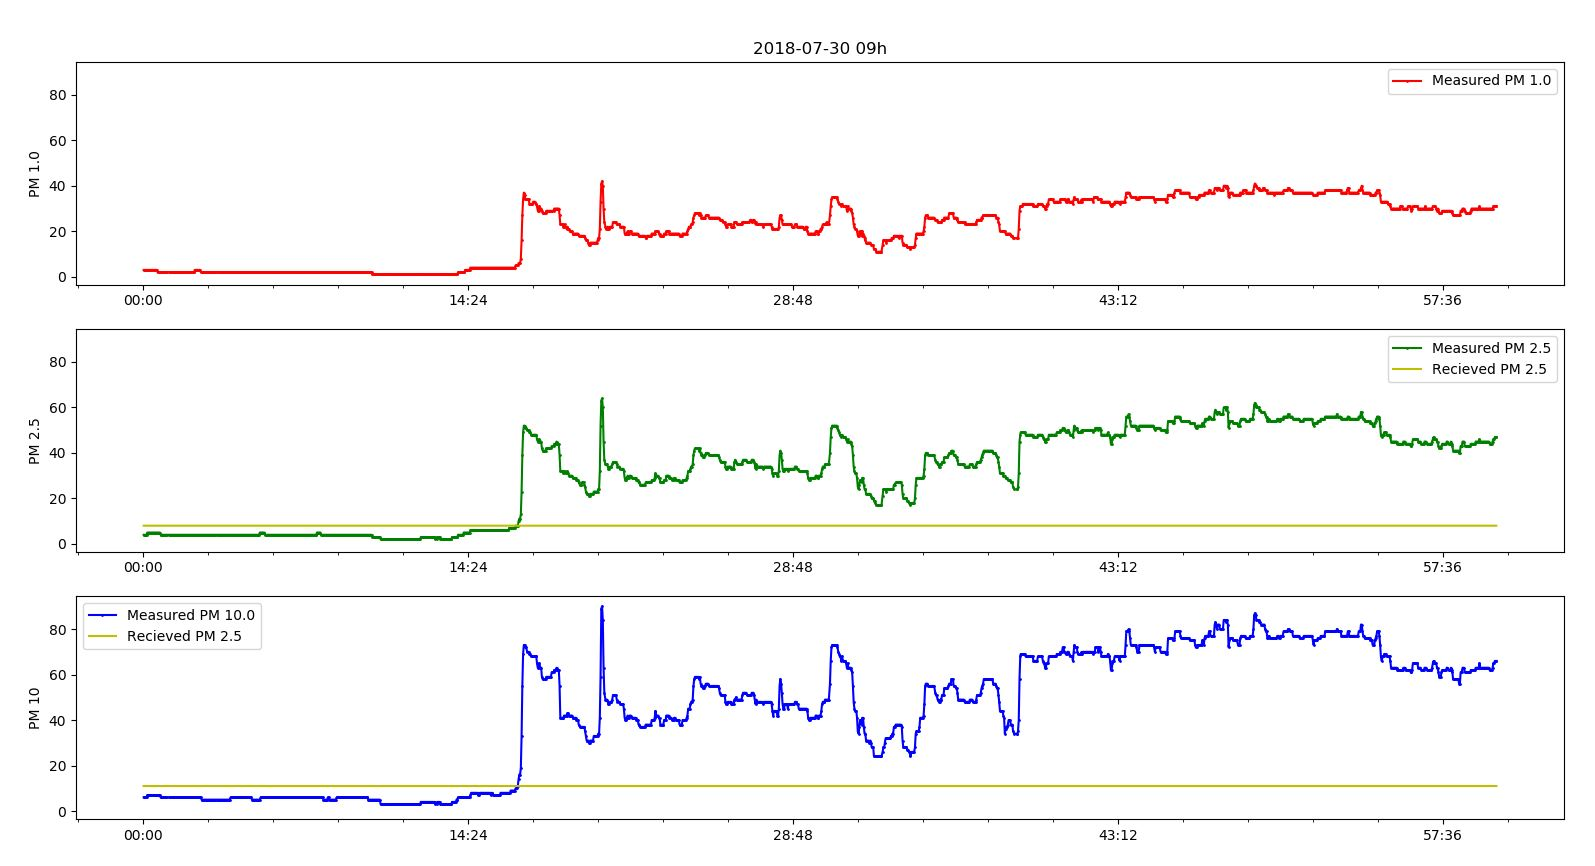 2018-07-30 09h
Measured PM 1.0
PM 1.0
80
60
40
20
0
00:00 14:24 28:48 43:12 57:36
Measured PM 2.5
Recieved PM 2.5
PM 2.5
80
60
40
20
0
00:00 14:24 28:48 43:12 57:36
Measured PM 10.0
Recieved PM 2.5
PM 10
80
60
40
20
0
00:00 14:24 28:48 43:12 57:36